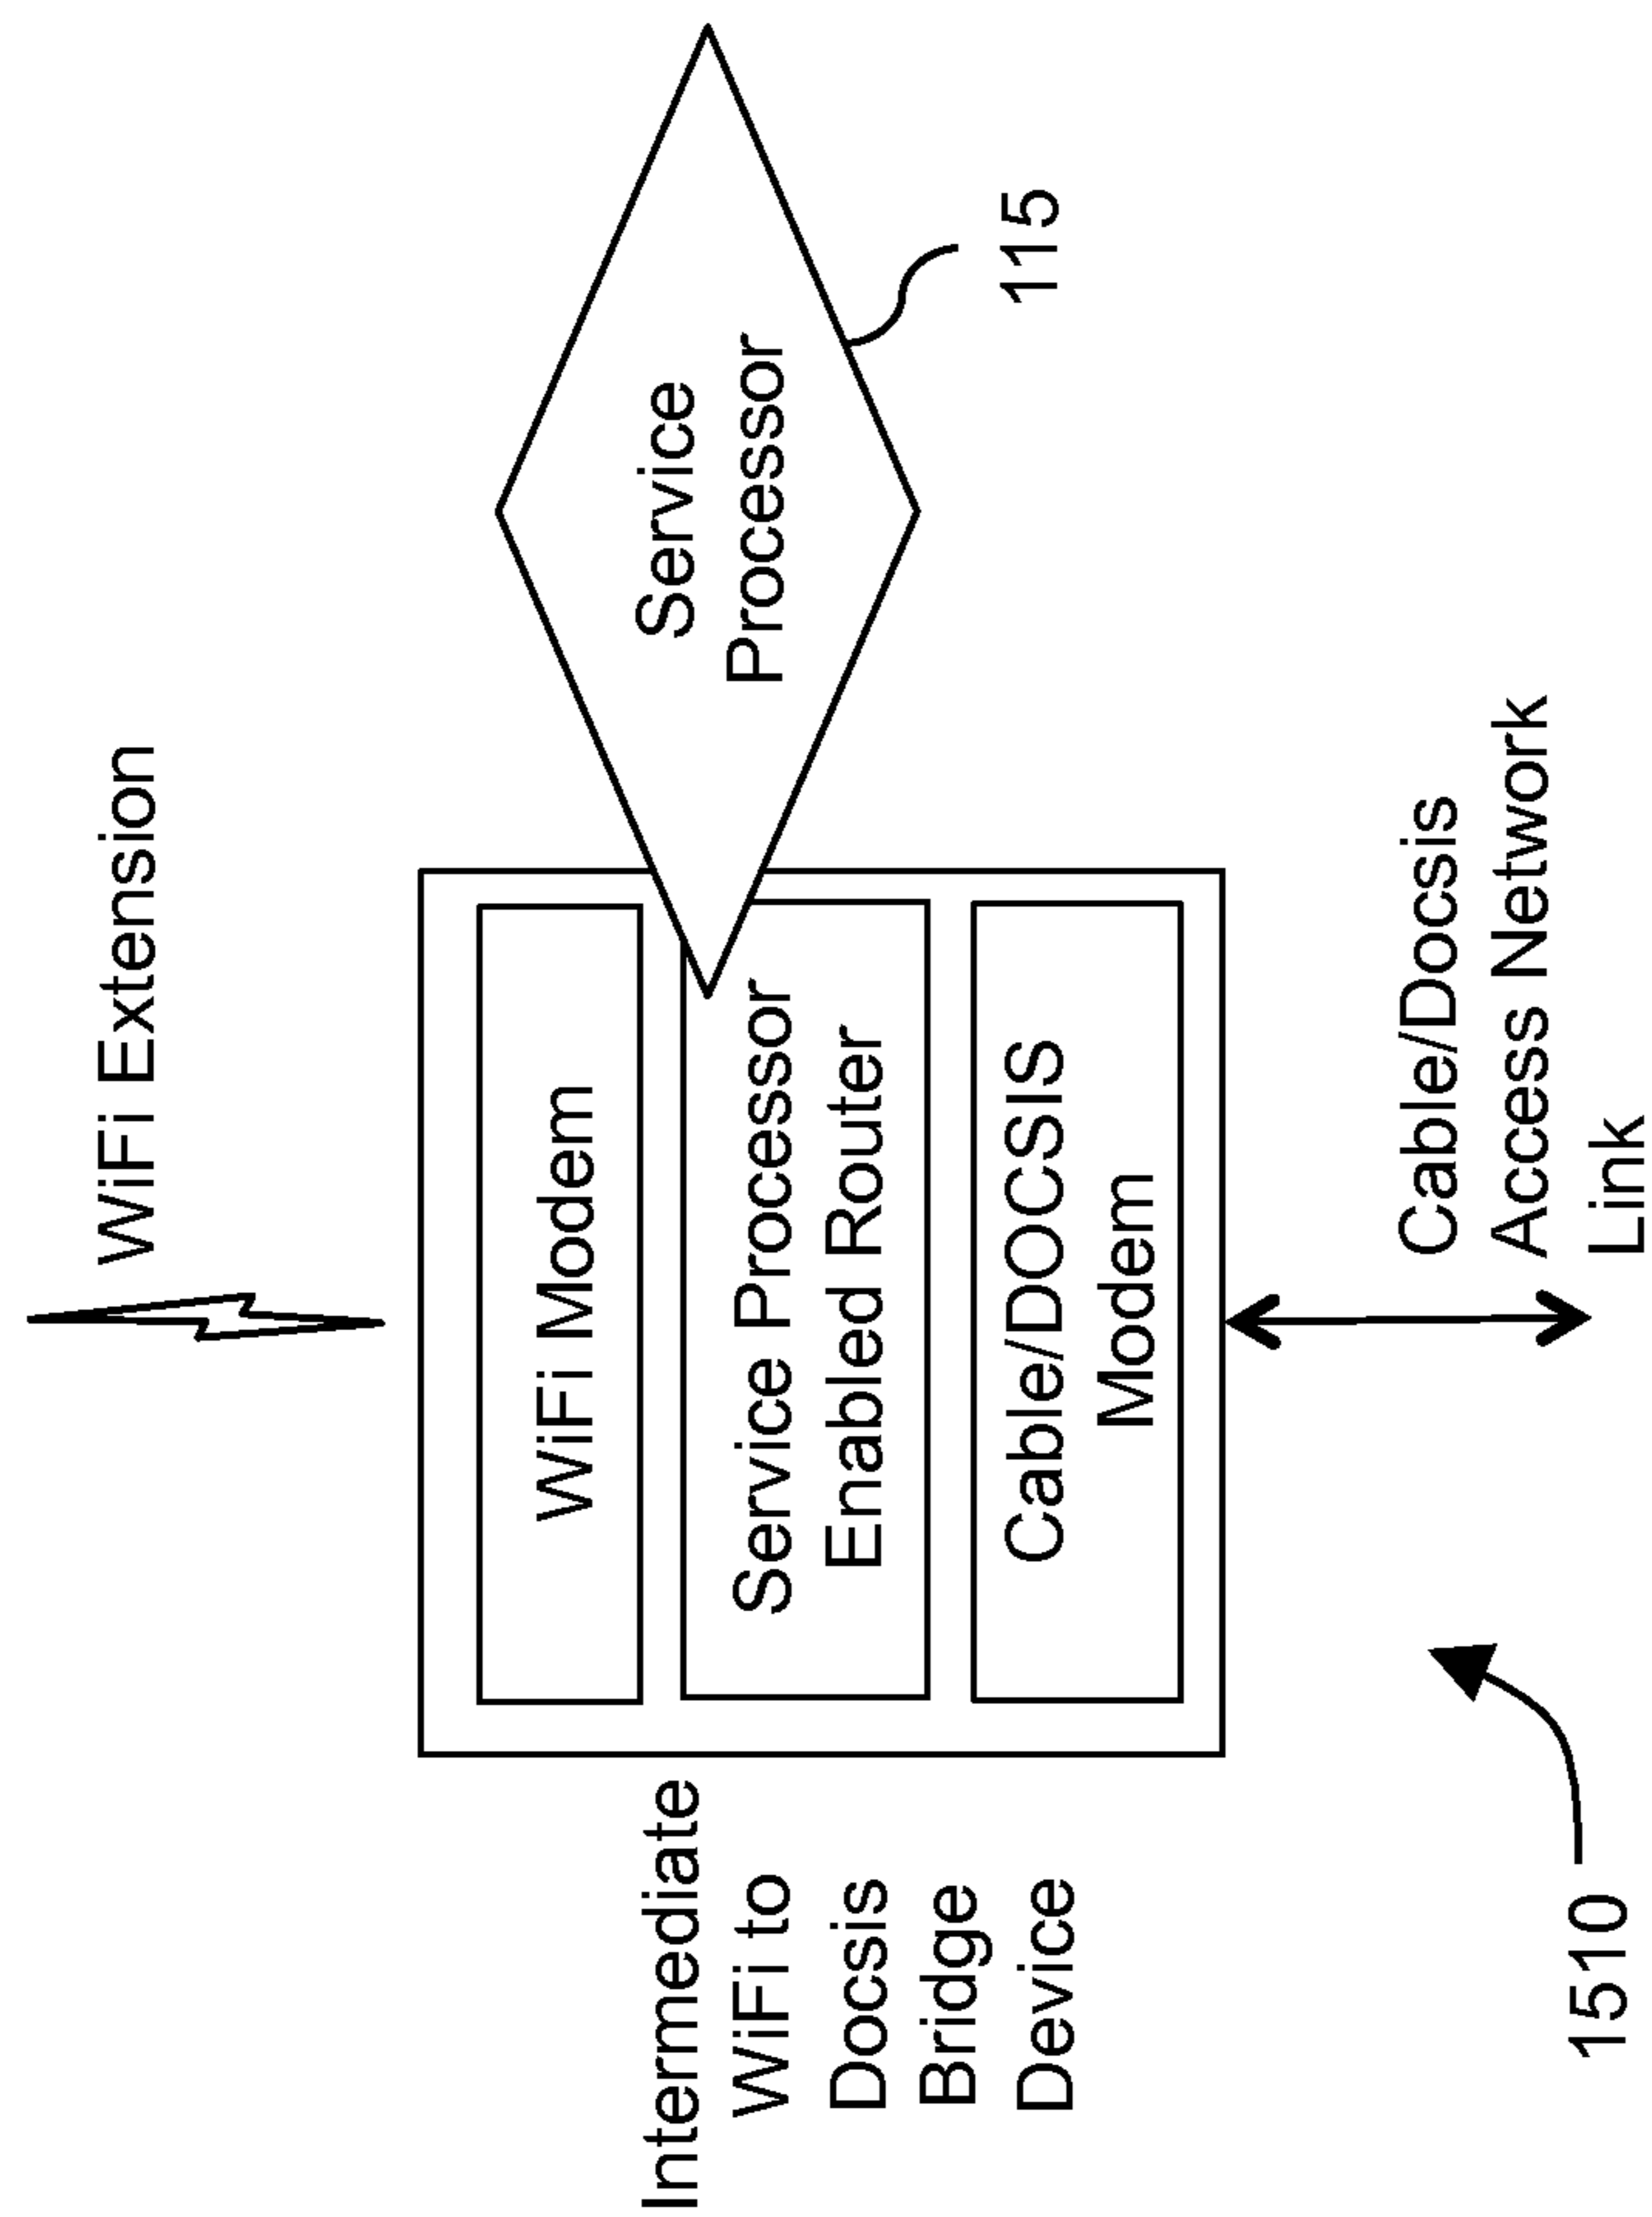 WiFi Extension
Service
Processor
115
WiFi Modem
Service Processor
Enabled Router
Cable/DOCSIS
Modem
Intermediate
WiFi to
Docsis
Bridge
Device
Cable/Docsis
Access Network
Link
1510